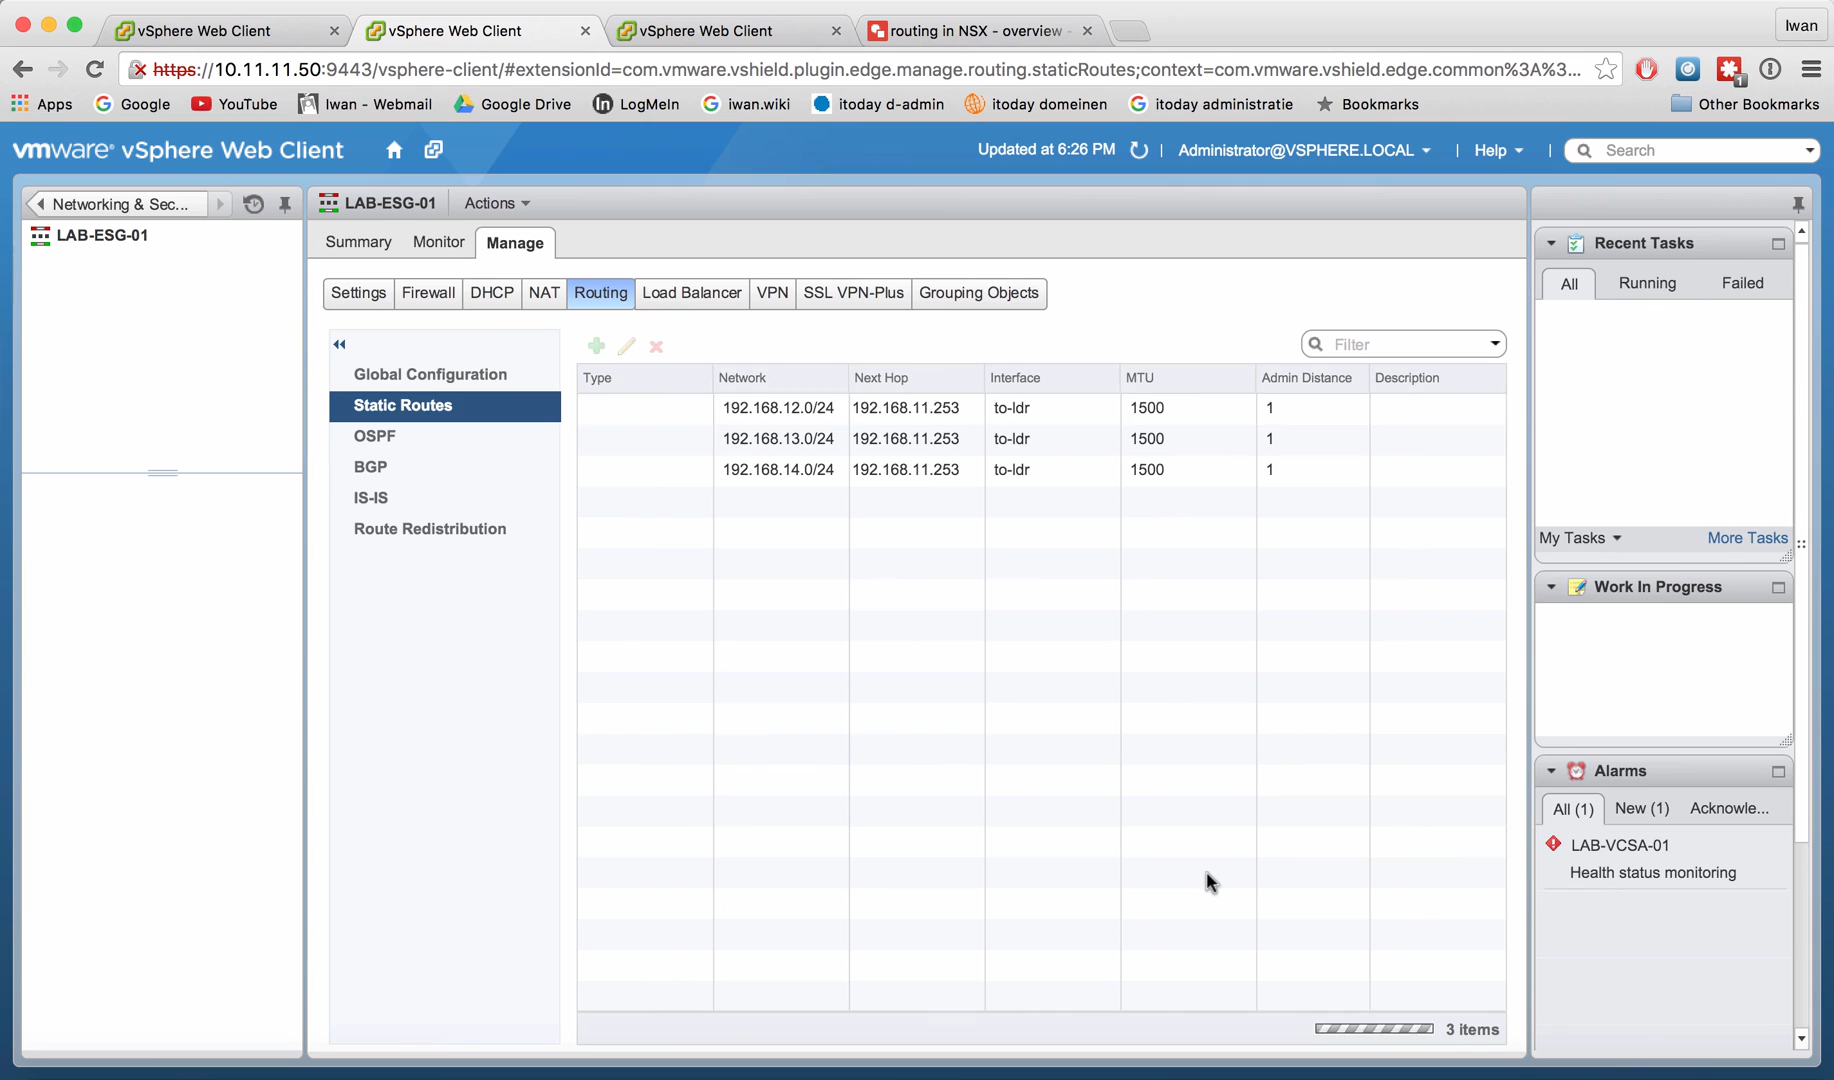 vSphere Web Client
vSphere Web Client
vSphere Web Client
routing in NSX - overview -
Iwan
https://10.11.11.50:9443/vsphere-client/#extensionId=com.vmware.vshield.plugin.edge.manage.routing.staticRoutes;context=com.vmware.vshield.edge.common%3A%3...
1
Apps Google YouTube Iwan - Webmail Google Drive LogMeIn iwan.wiki itoday d-admin itoday domeinen itoday administratie Bookmarks Other Bookmarks
vmware® vSphere Web Client
Updated at 6:26 PM | Administrator@VSPHERE.LOCAL | Help | Search
Networking & Sec...
LAB-ESG-01
LAB-ESG-01 Actions
Summary Monitor Manage
Settings Firewall DHCP NAT Routing Load Balancer VPN SSL VPN-Plus Grouping Objects
Global Configuration
Static Routes
OSPF
BGP
IS-IS
Route Redistribution
Filter
Type Network Next Hop Interface MTU Admin Distance Description
192.168.12.0/24 192.168.11.253 to-ldr 1500 1
192.168.13.0/24 192.168.11.253 to-ldr 1500 1
192.168.14.0/24 192.168.11.253 to-ldr 1500 1
3 items
Recent Tasks
All Running Failed
My Tasks More Tasks
Work In Progress
Alarms
All (1) New (1) Acknowle...
LAB-VCSA-01
Health status monitoring